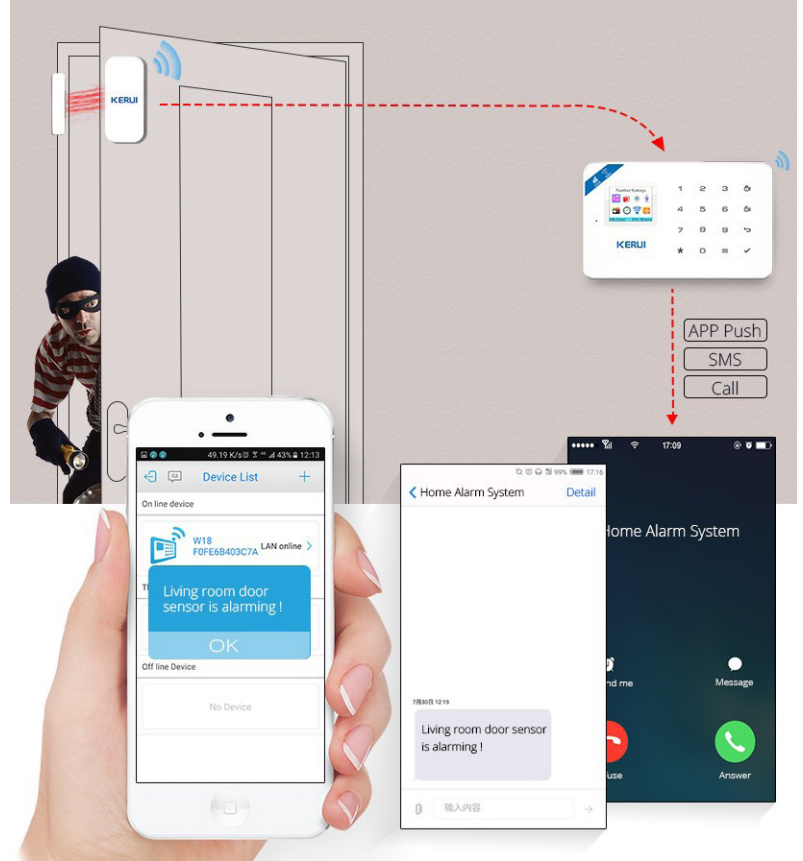 KERUI
1 2 3
4 5 6
7 8 9
* 0 #
KERUI
APP Push
SMS
Call
49.19 K/s 43% 12:13
Device List
On line device
W18
F0FE6B403C7A
LAN online >
Living room door
sensor is alarming !
OK
Off line Device
No Device
99% 17:16
Home Alarm System
Detail
7月30日 12:19
Living room door sensor
is alarming !
输入内容
17:09
Home Alarm System
nd me
Message
use
Answer